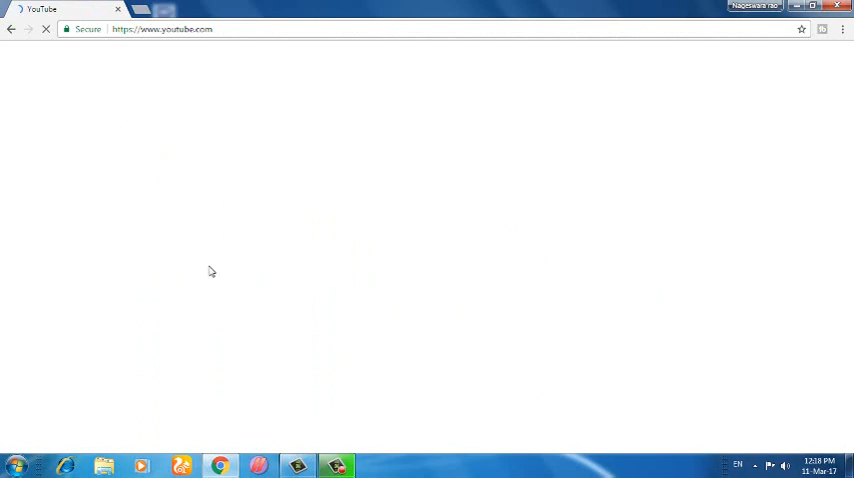 YouTube
Nageswara rao
Secure
https://www.youtube.com
EN
12:18 PM
11-Mar-17